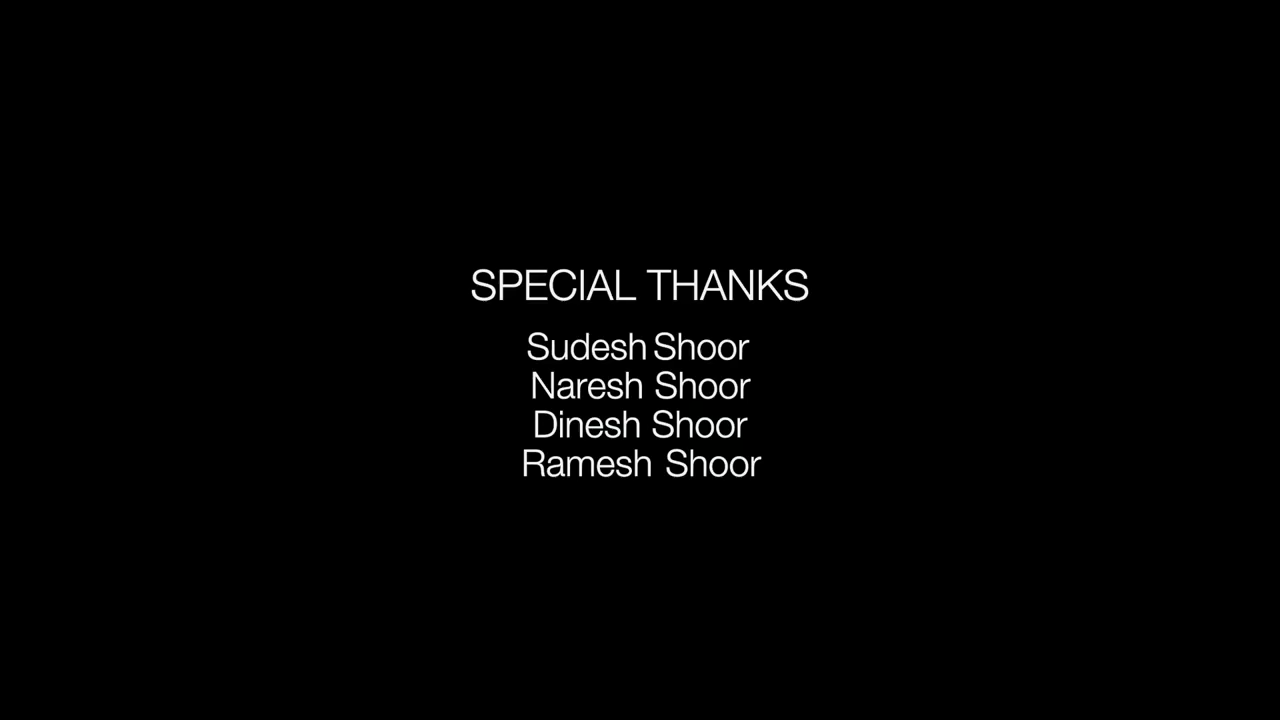 SPECIAL THANKS
Sudesh Shoor
Naresh Shoor
Dinesh Shoor
Ramesh Shoor